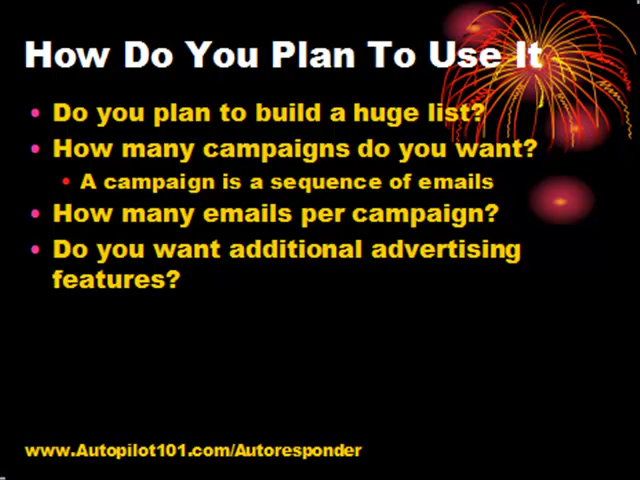 How Do You Plan To Use It
• Do you plan to build a huge list?
• How many campaigns do you want?
• A campaign is a sequence of emails
• How many emails per campaign?
• Do you want additional advertising
features?
www.Autopilot101.com/Autoresponder